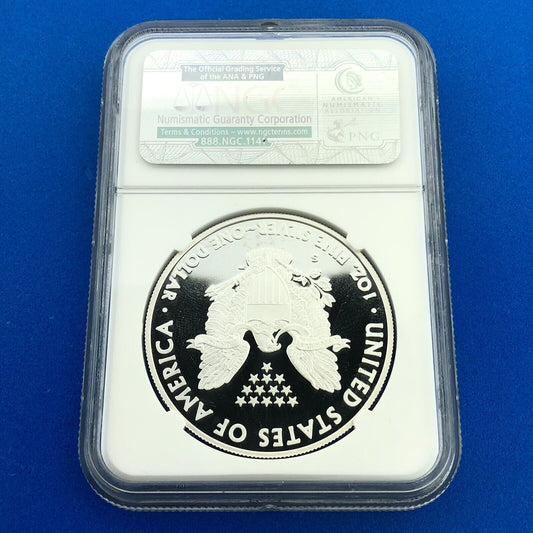 The Official Grading Service
of the ANA & PNG
NGC
Numismatic Guaranty Corporation
Terms & Conditions – www.ngcterms.com
888.NGC.114
AMERICAN
NUMISMATIC
ASSOCIATION
PNG
UNITED STATES OF AMERICA
1 OZ. FINE SILVER~ONE DOLLAR
S